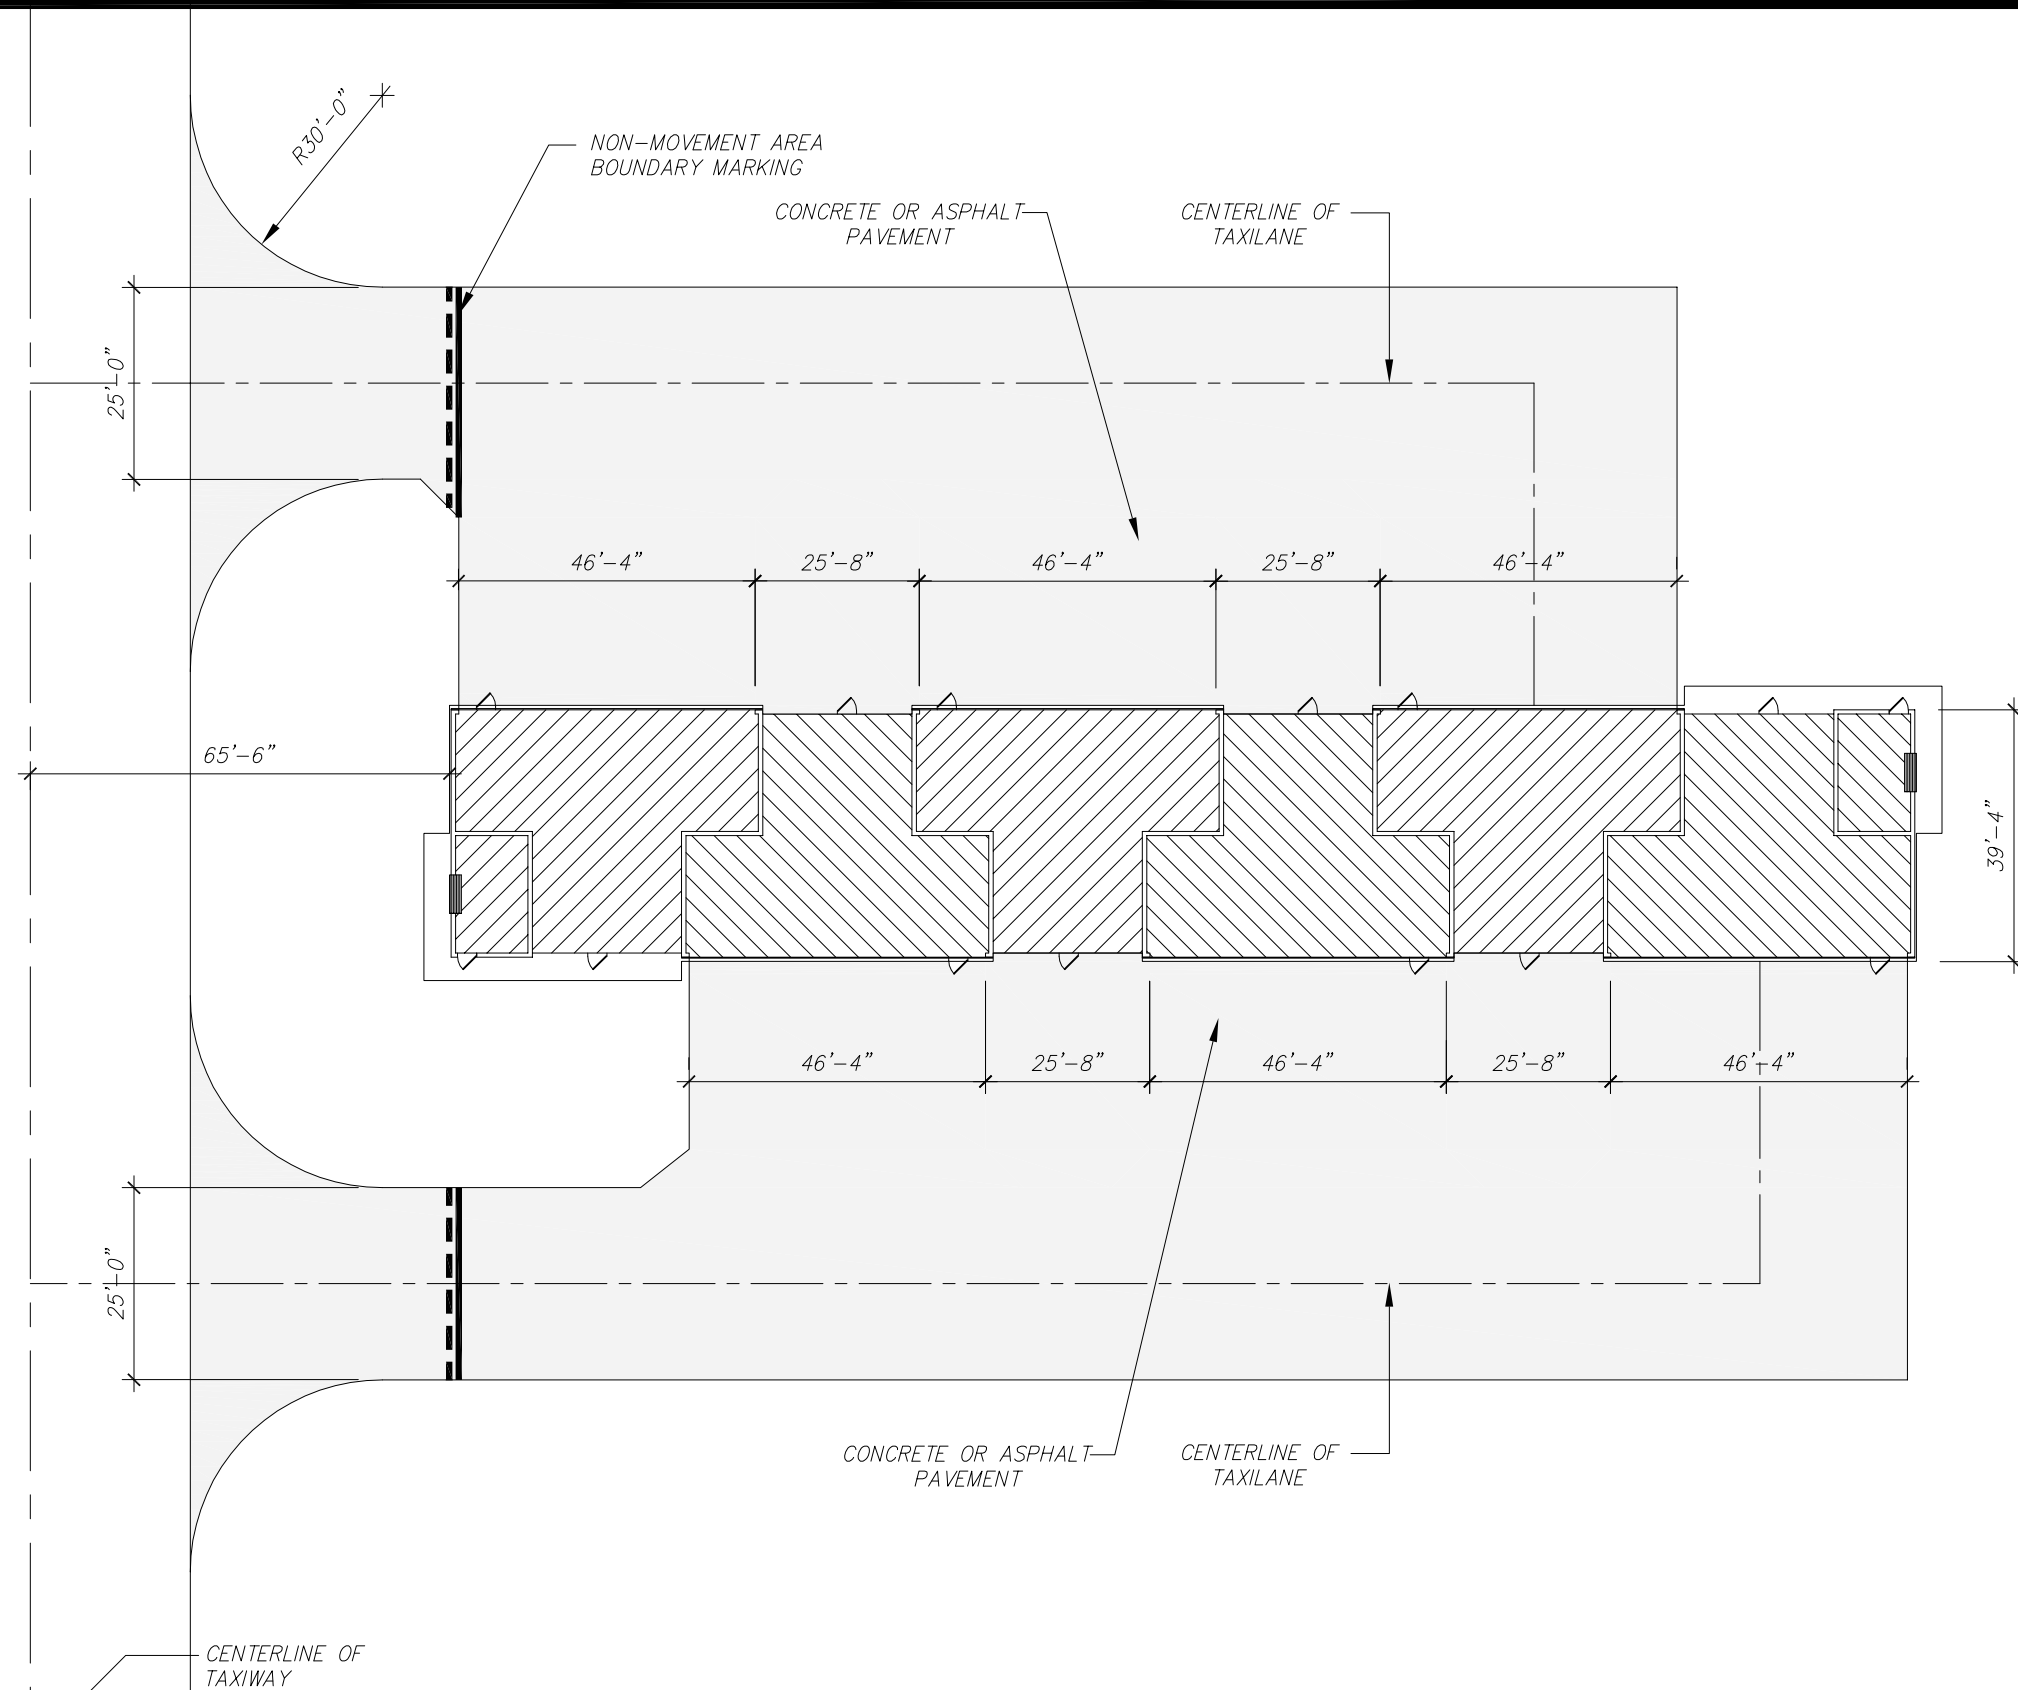 R30'-0"
NON-MOVEMENT AREA
BOUNDARY MARKING
CONCRETE OR ASPHALT
PAVEMENT
CENTERLINE OF
TAXILANE
25'-0"
46'-4"
25'-8"
46'-4"
25'-8"
46'-4"
65'-6"
39'-4"
46'-4"
25'-8"
46'-4"
25'-8"
46'-4"
25'-0"
CONCRETE OR ASPHALT
PAVEMENT
CENTERLINE OF
TAXILANE
CENTERLINE OF
TAXIWAY